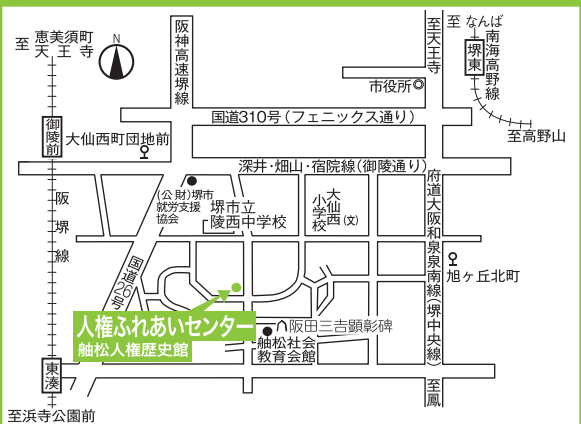 至 恵美須町
天王寺
N
阪神高速堺線
至天王寺
至 なんば
堺東
南海高野線
市役所
国道310号(フェニックス通り)
至高野山
御陵前
大仙西町団地前
深井・畑山・宿院線(御陵通り)
(公財)堺市
就労支援
協会
堺市立
陵西中学校
大仙西
小学校(文)
府道大阪和泉泉南線(堺中央線)
阪堺線
旭ヶ丘北町
国道26号
人権ふれあいセンター
舳松人権歴史館
阪田三吉顕彰碑
舳松社会
教育会館
東湊
至鳳
至浜寺公園前